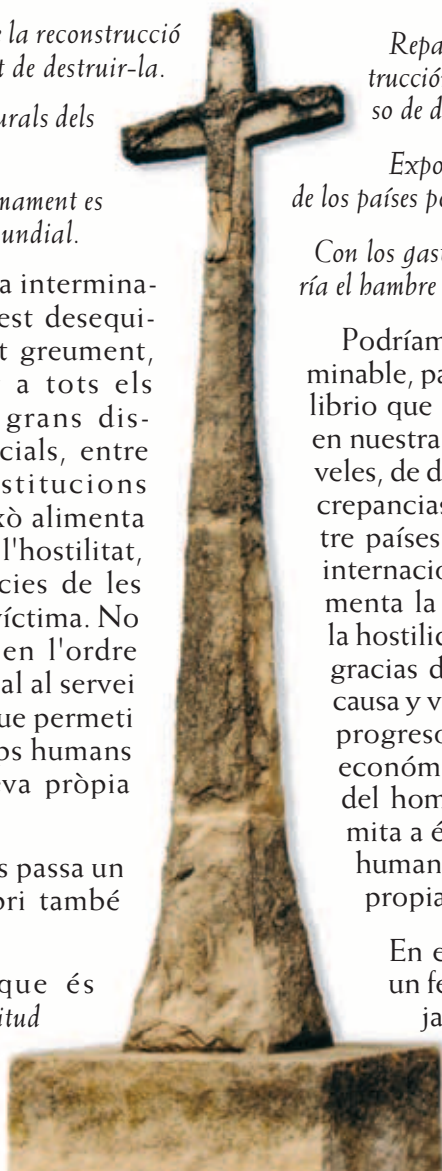 la reconstrucció
t de destruir-la.
urals dels
nament es
undial.
a intermina-
est desequi-
t greument,
a tots els
grans dis-
cials, entre
stitucions
xò alimenta
l'hostilitat,
cies de les
víctima. No
en l'ordre
al al servei
ue permeti
ps humans
eva pròpia
s passa un
bri també
que és
itud
Repa
trucción
so de d
Expo
de los países po
Con los gast
ría el hambre
Podríam
minable, pa
librio que
en nuestra
veles, de d
crepancias
tre países
internacio
menta la
la hostilid
gracias d
causa y v
progreso
económ
del hom
mita a é
human
propia
En e
un fe
ja